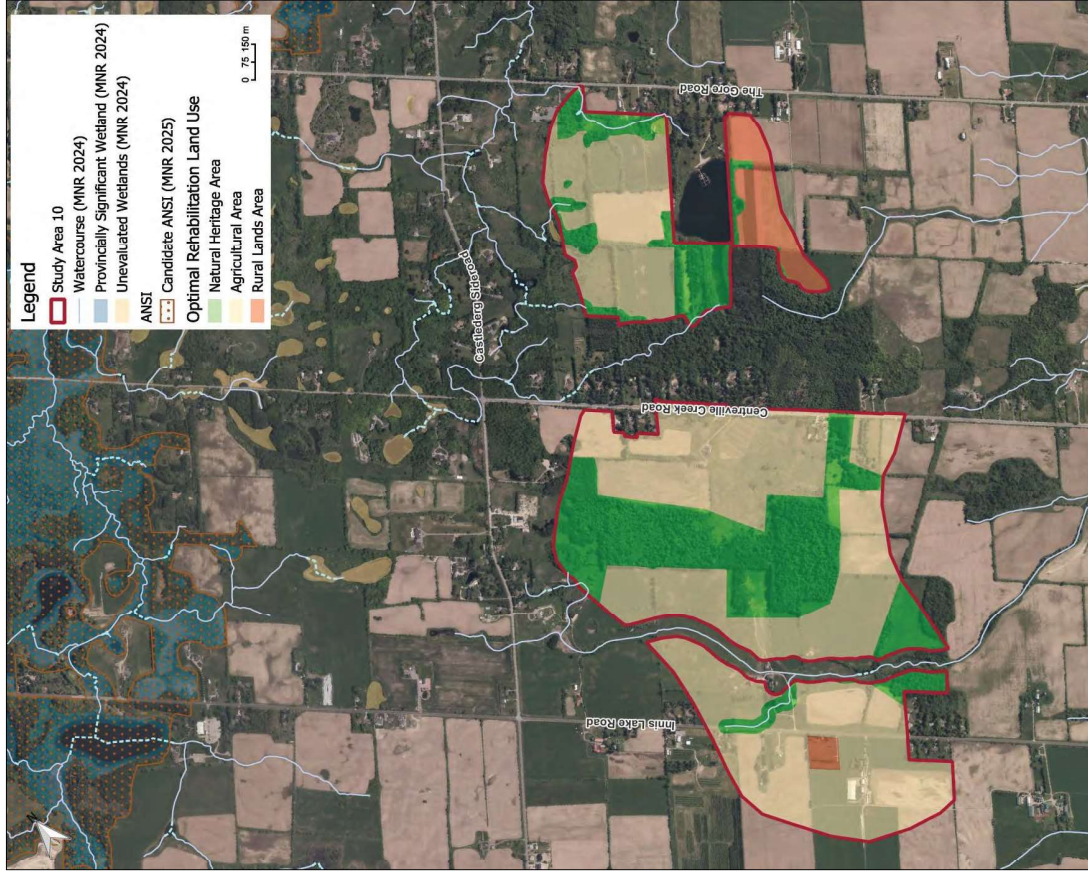 Legend
Study Area 10
Watercourse (MNR 2024)
Provincially Significant Wetland (MNR 2024)
Unevaluated Wetlands (MNR 2024)
ANSI
Candidate ANSI (MNR 2025)
Optimal Rehabilitation Land Use
Natural Heritage Area
Agricultural Area
Rural Lands Area
0 75 150 m
N
The Gore Road
Castlederg Sideroad
Centreville Creek Road
Innis Lake Road